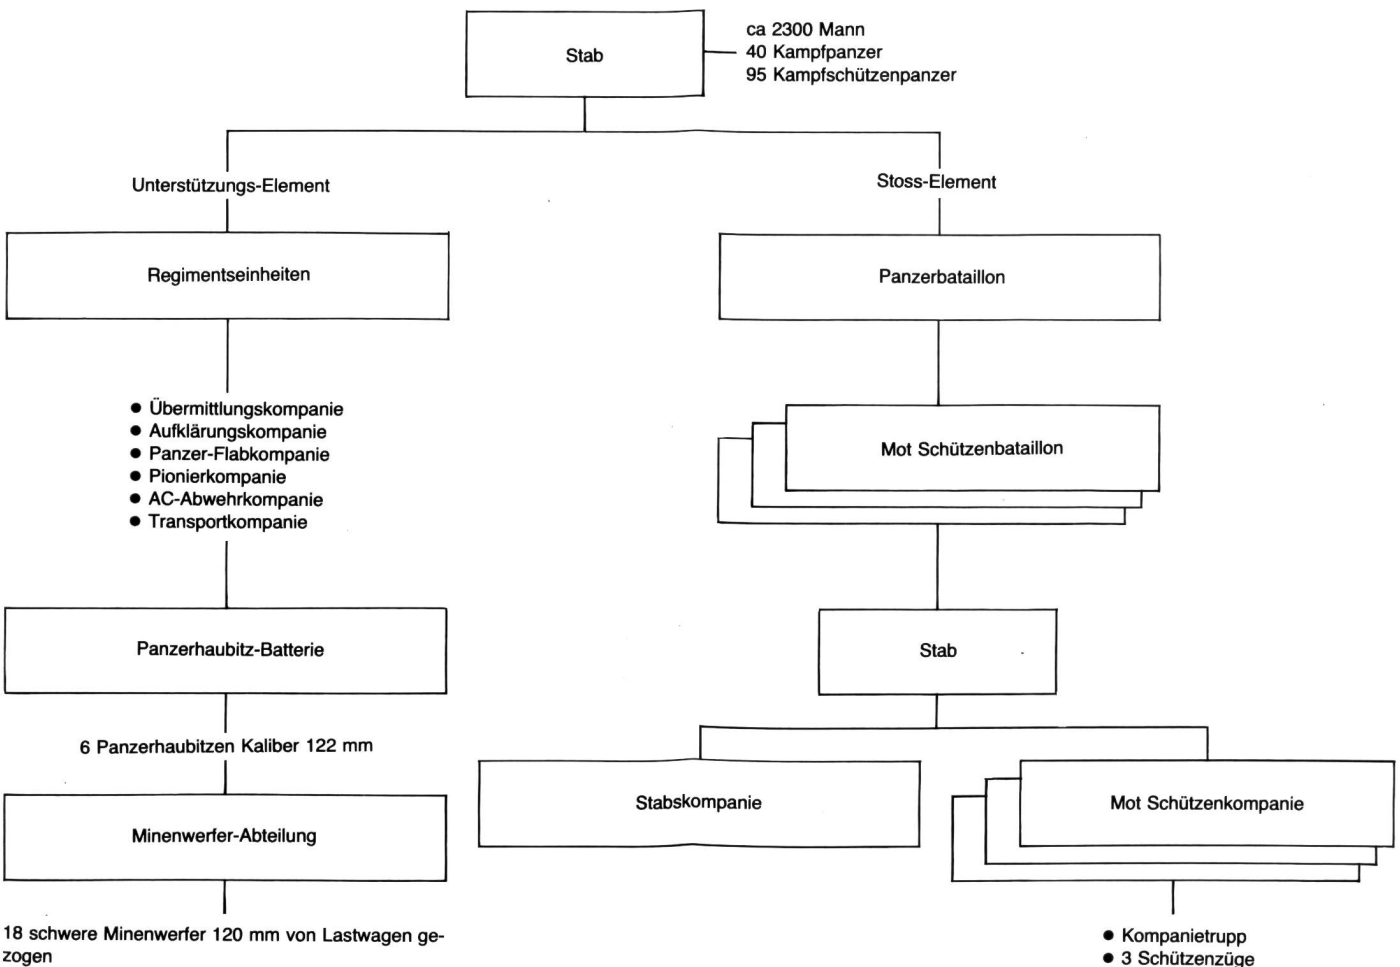 Stab
ca 2300 Mann
40 Kampfpanzer
95 Kampfschützenpanzer
Unterstützungs-Element
Regimentseinheiten
● Übermittlungskompanie
● Aufklärungskompanie
● Panzer-Flabkompanie
● Pionierkompanie
● AC-Abwehrkompanie
● Transportkompanie
Panzerhaubitz-Batterie
6 Panzerhaubitzen Kaliber 122 mm
Minenwerfer-Abteilung
18 schwere Minenwerfer 120 mm von Lastwagen ge-
zogen
Stoss-Element
Panzerbataillon
Mot Schützenbataillon
Stab
Stabskompanie
Mot Schützenkompanie
● Kompanietrupp
● 3 Schützenzüge